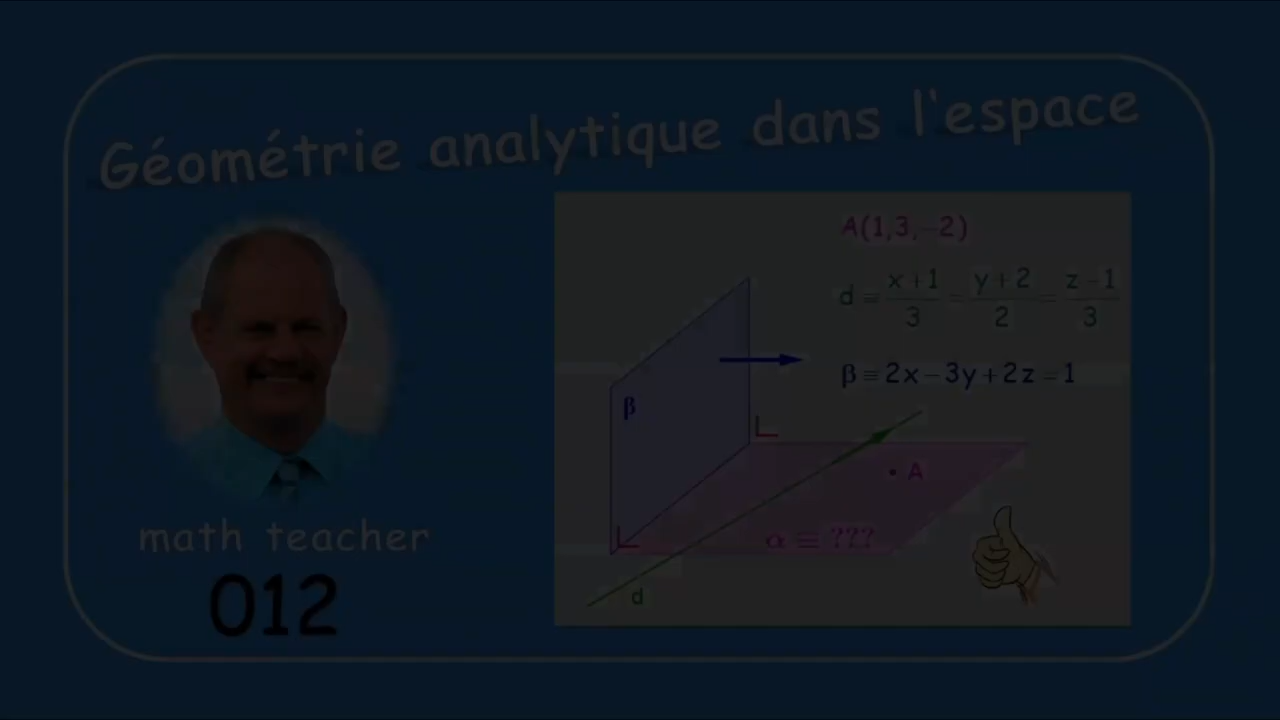 Géométrie analytique dans l'espace
A(1,3,-2)
d ≡ x+1/3 = y+2/2 = z-1/3
β ≡ 2x-3y+2z=1
β
A
α ≡ ???
d
math teacher
012